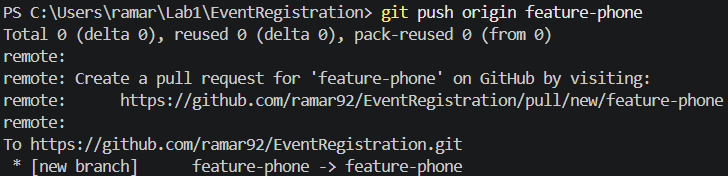 PS C:\Users\ramar\Lab1\EventRegistration> git push origin feature-phone
Total 0 (delta 0), reused 0 (delta 0), pack-reused 0 (from 0)
remote:
remote: Create a pull request for 'feature-phone' on GitHub by visiting:
remote:      https://github.com/ramar92/EventRegistration/pull/new/feature-phone
remote:
To https://github.com/ramar92/EventRegistration.git
 * [new branch]      feature-phone -> feature-phone